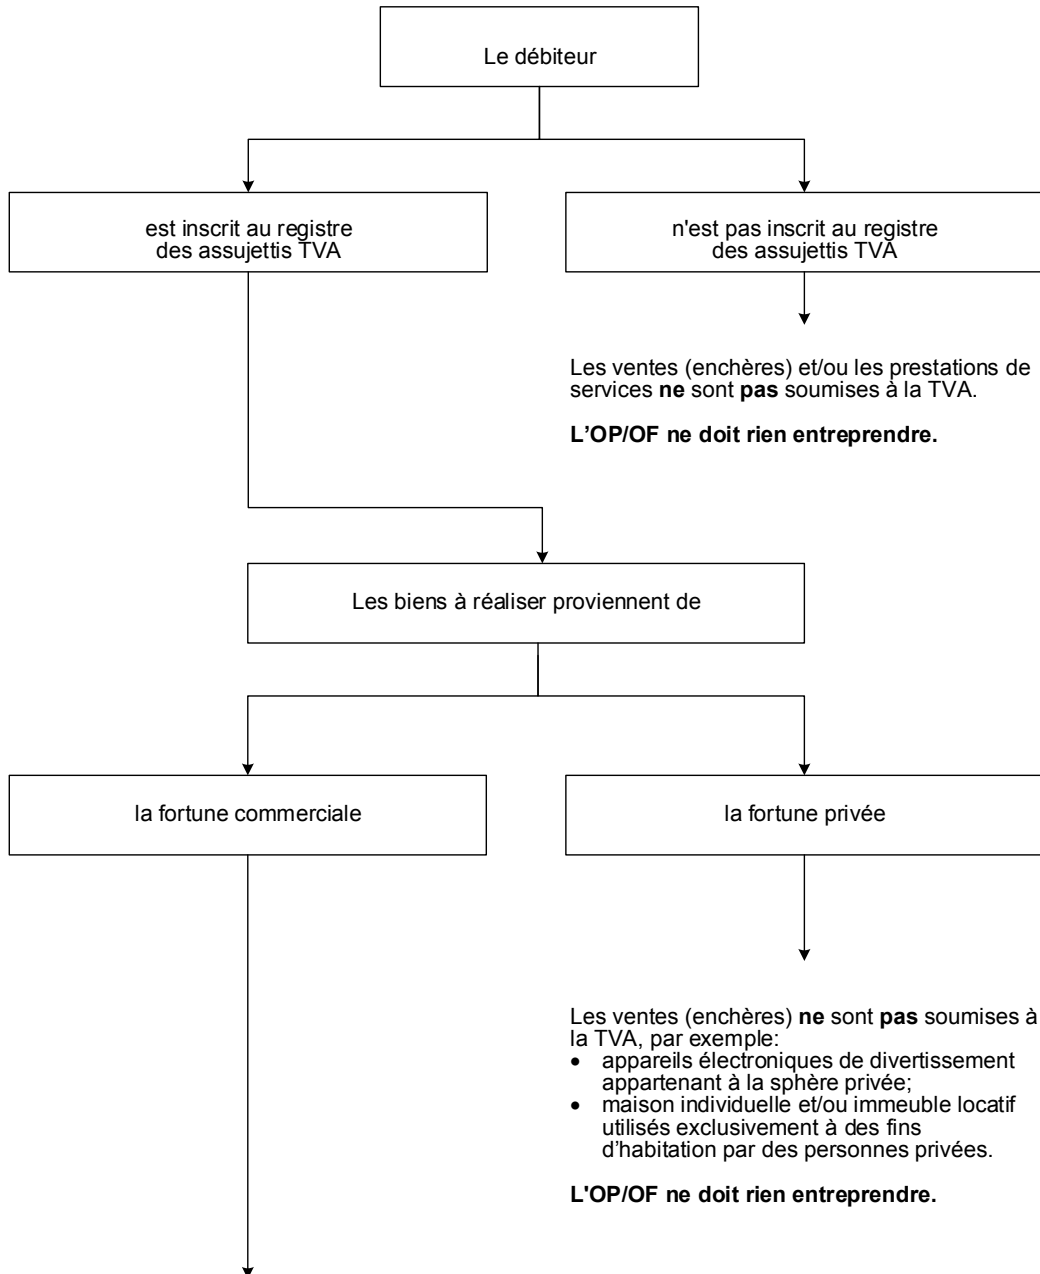 Le débiteur
est inscrit au registre
des assujettis TVA
n'est pas inscrit au registre
des assujettis TVA
Les ventes (enchères) et/ou les prestations de
services ne sont pas soumises à la TVA.
L’OP/OF ne doit rien entreprendre.
Les biens à réaliser proviennent de
la fortune commerciale
la fortune privée
Les ventes (enchères) ne sont pas soumises à
la TVA, par exemple:
• appareils électroniques de divertissement
appartenant à la sphère privée;
• maison individuelle et/ou immeuble locatif
utilisés exclusivement à des fins
d’habitation par des personnes privées.
L'OP/OF ne doit rien entreprendre.